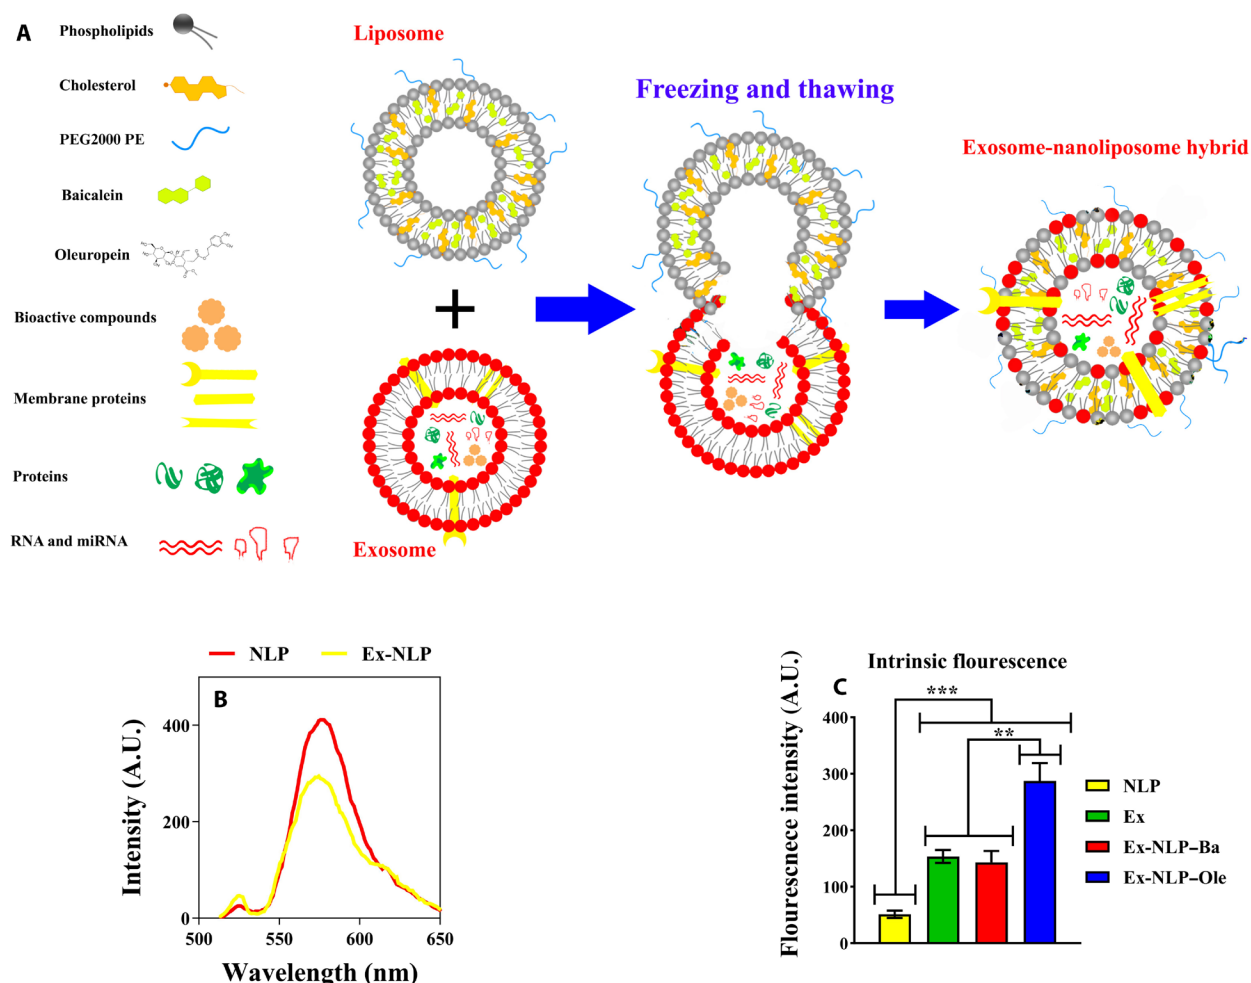 A
Phospholipids
Cholesterol
PEG2000 PE
Baicalein
Oleuropein
Bioactive compounds
Membrane proteins
Proteins
RNA and miRNA
Liposome
+
Exosome
Freezing and thawing
Exosome-nanoliposome hybrid
NLP
Ex-NLP
B
Intensity (A.U.)
400
200
0
500
550
600
650
Wavelength (nm)
Intrinsic flourescence
C
Flourescnece intensity (A.U.)
400
300
200
100
0
***
**
NLP
Ex
Ex-NLP-Ba
Ex-NLP-Ole